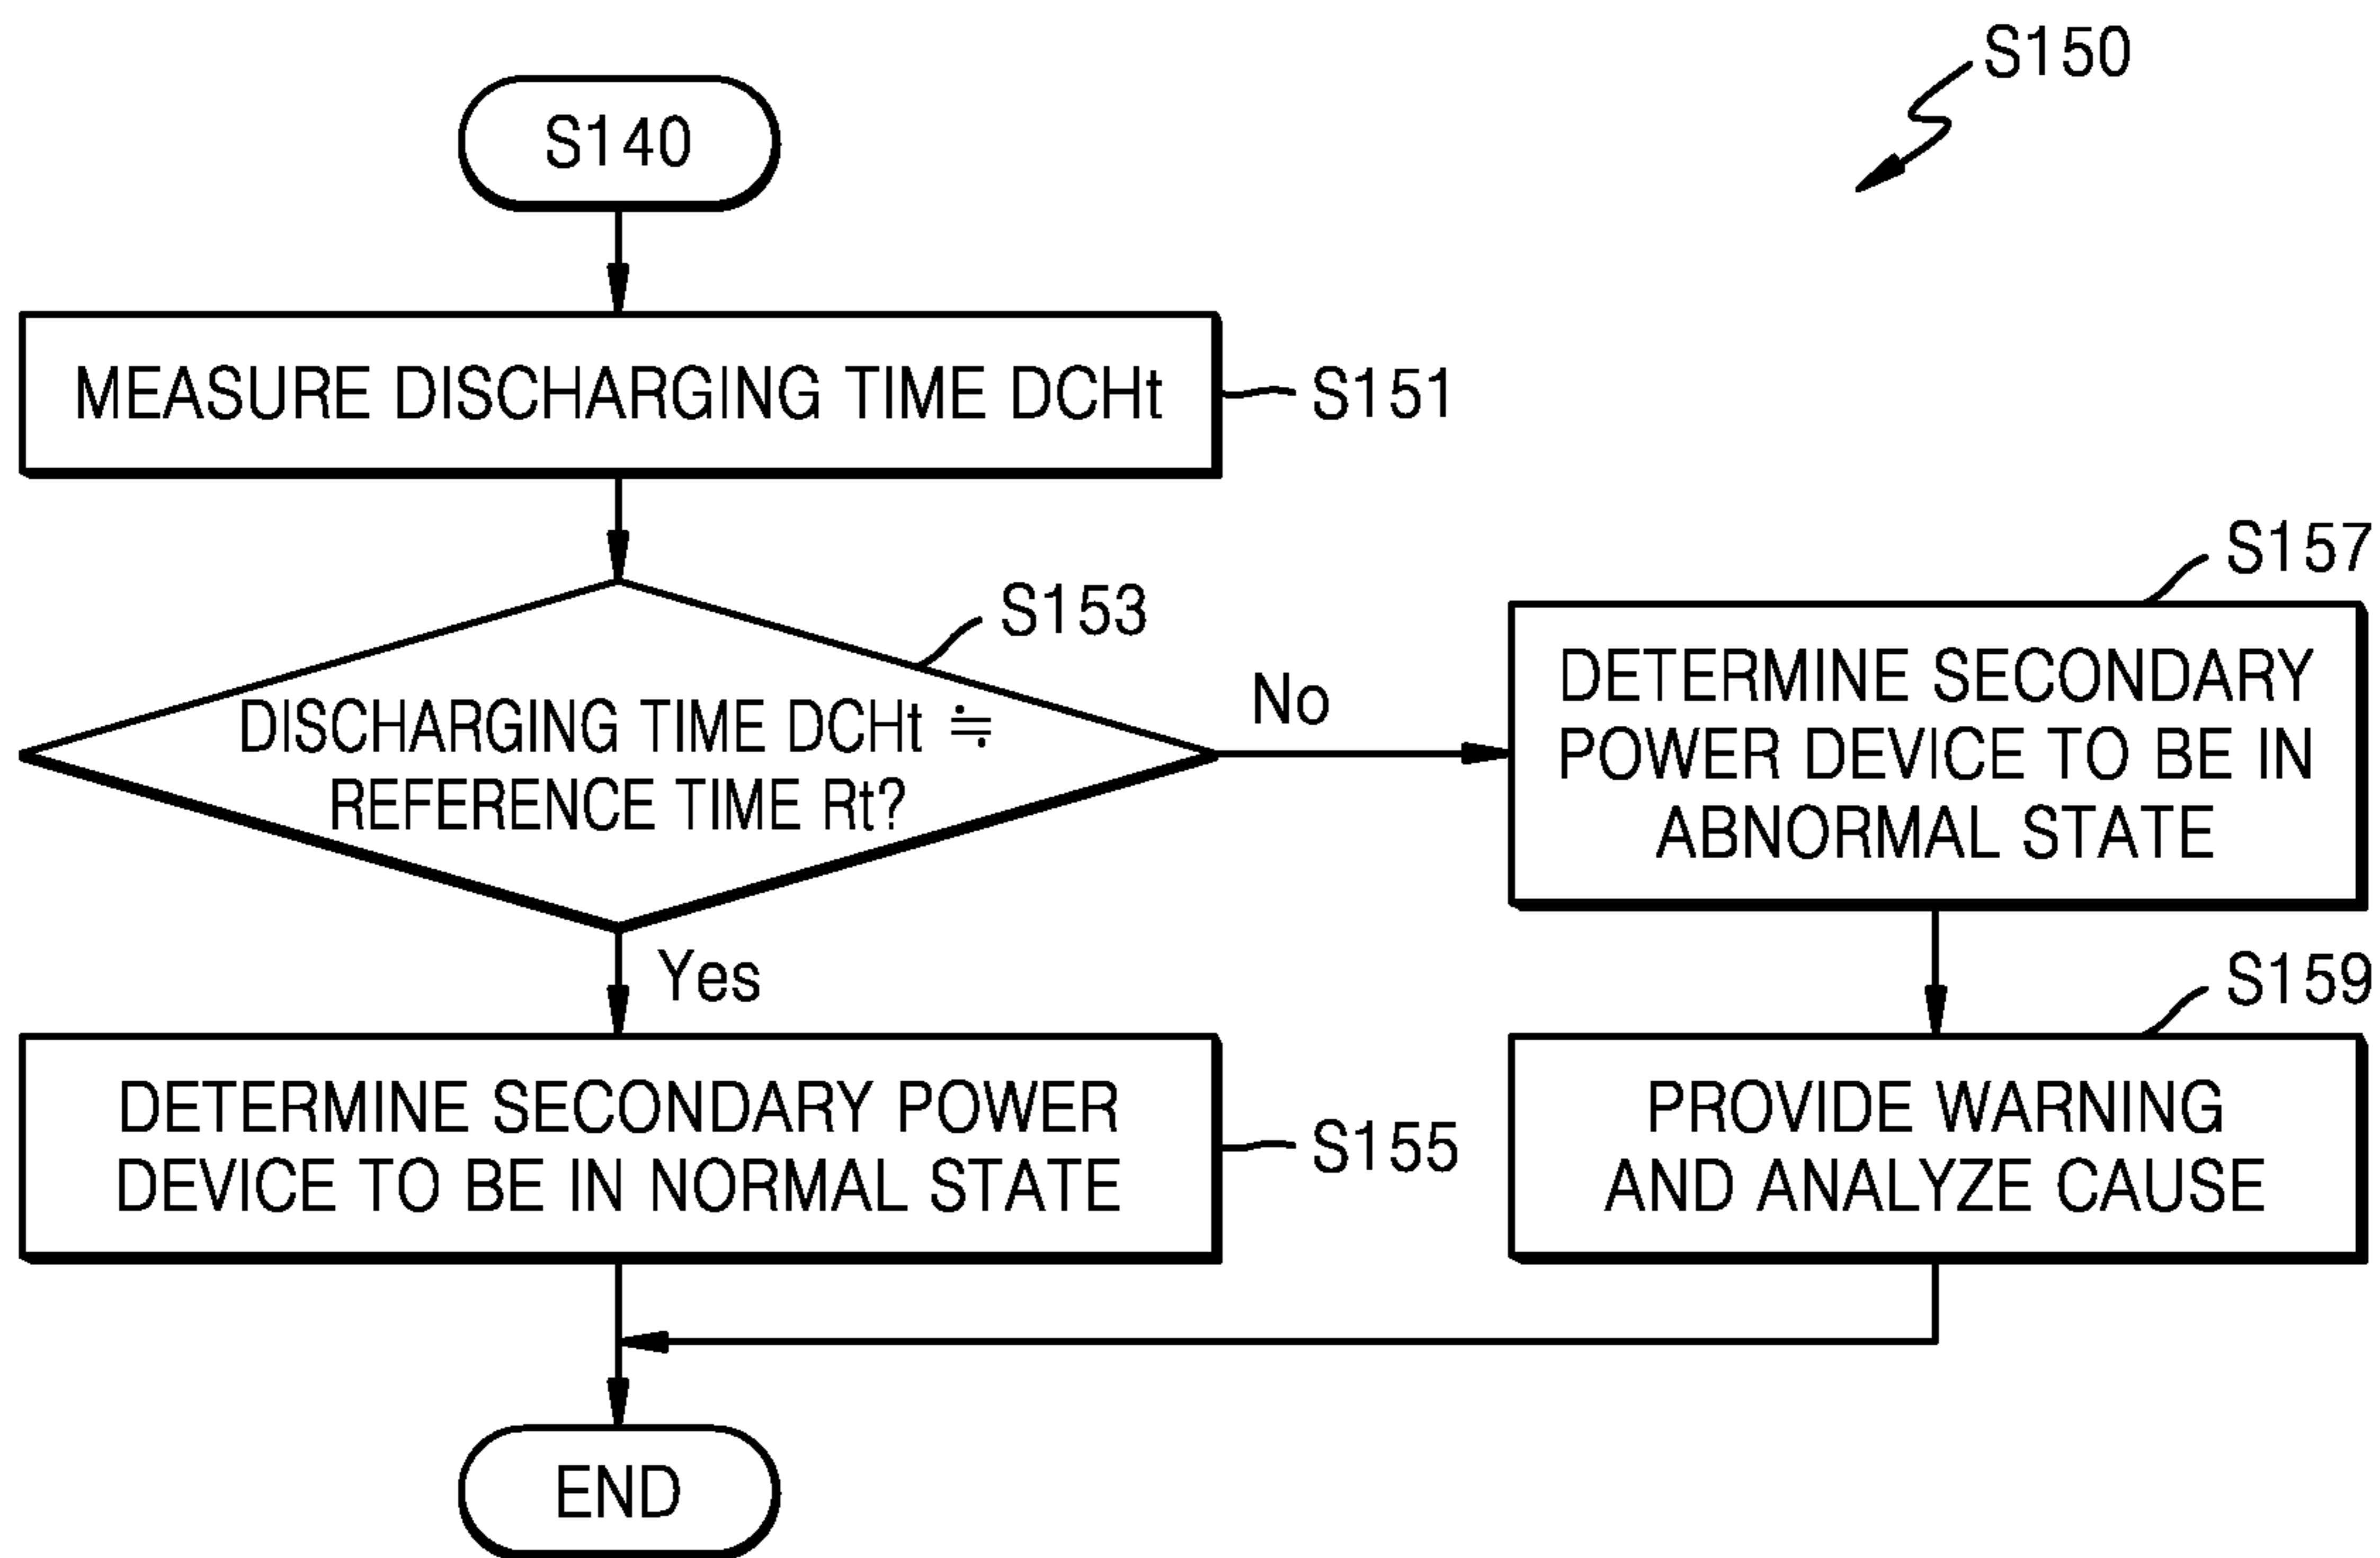 S150
S140
MEASURE DISCHARGING TIME DCHt
S151
S153
DISCHARGING TIME DCHt ≒
REFERENCE TIME Rt?
No
Yes
S157
DETERMINE SECONDARY
POWER DEVICE TO BE IN
ABNORMAL STATE
DETERMINE SECONDARY POWER
DEVICE TO BE IN NORMAL STATE
S155
S159
PROVIDE WARNING
AND ANALYZE CAUSE
END